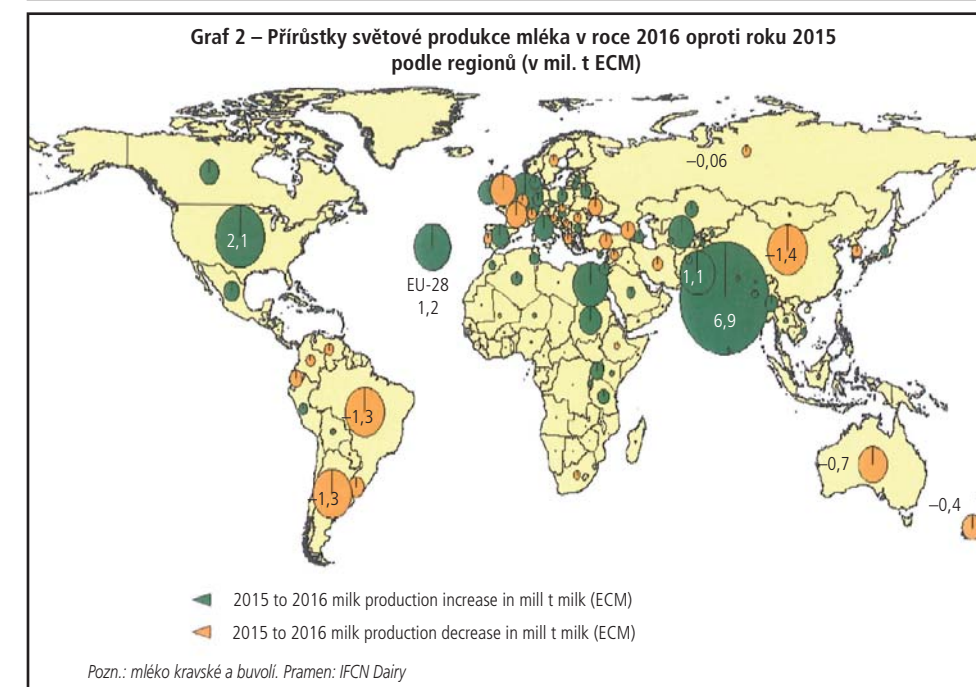 Graf 2 – Přírůstky světové produkce mléka v roce 2016 oproti roku 2015
podle regionů (v mil. t ECM)
–0,06
2,1
–1,4
EU-28
1,2
1,1
6,9
–1,3
–0,7
–1,3
–0,4
2015 to 2016 milk production increase in mill t milk (ECM)
2015 to 2016 milk production decrease in mill t milk (ECM)
Pozn.: mléko kravské a buvolí. Pramen: IFCN Dairy